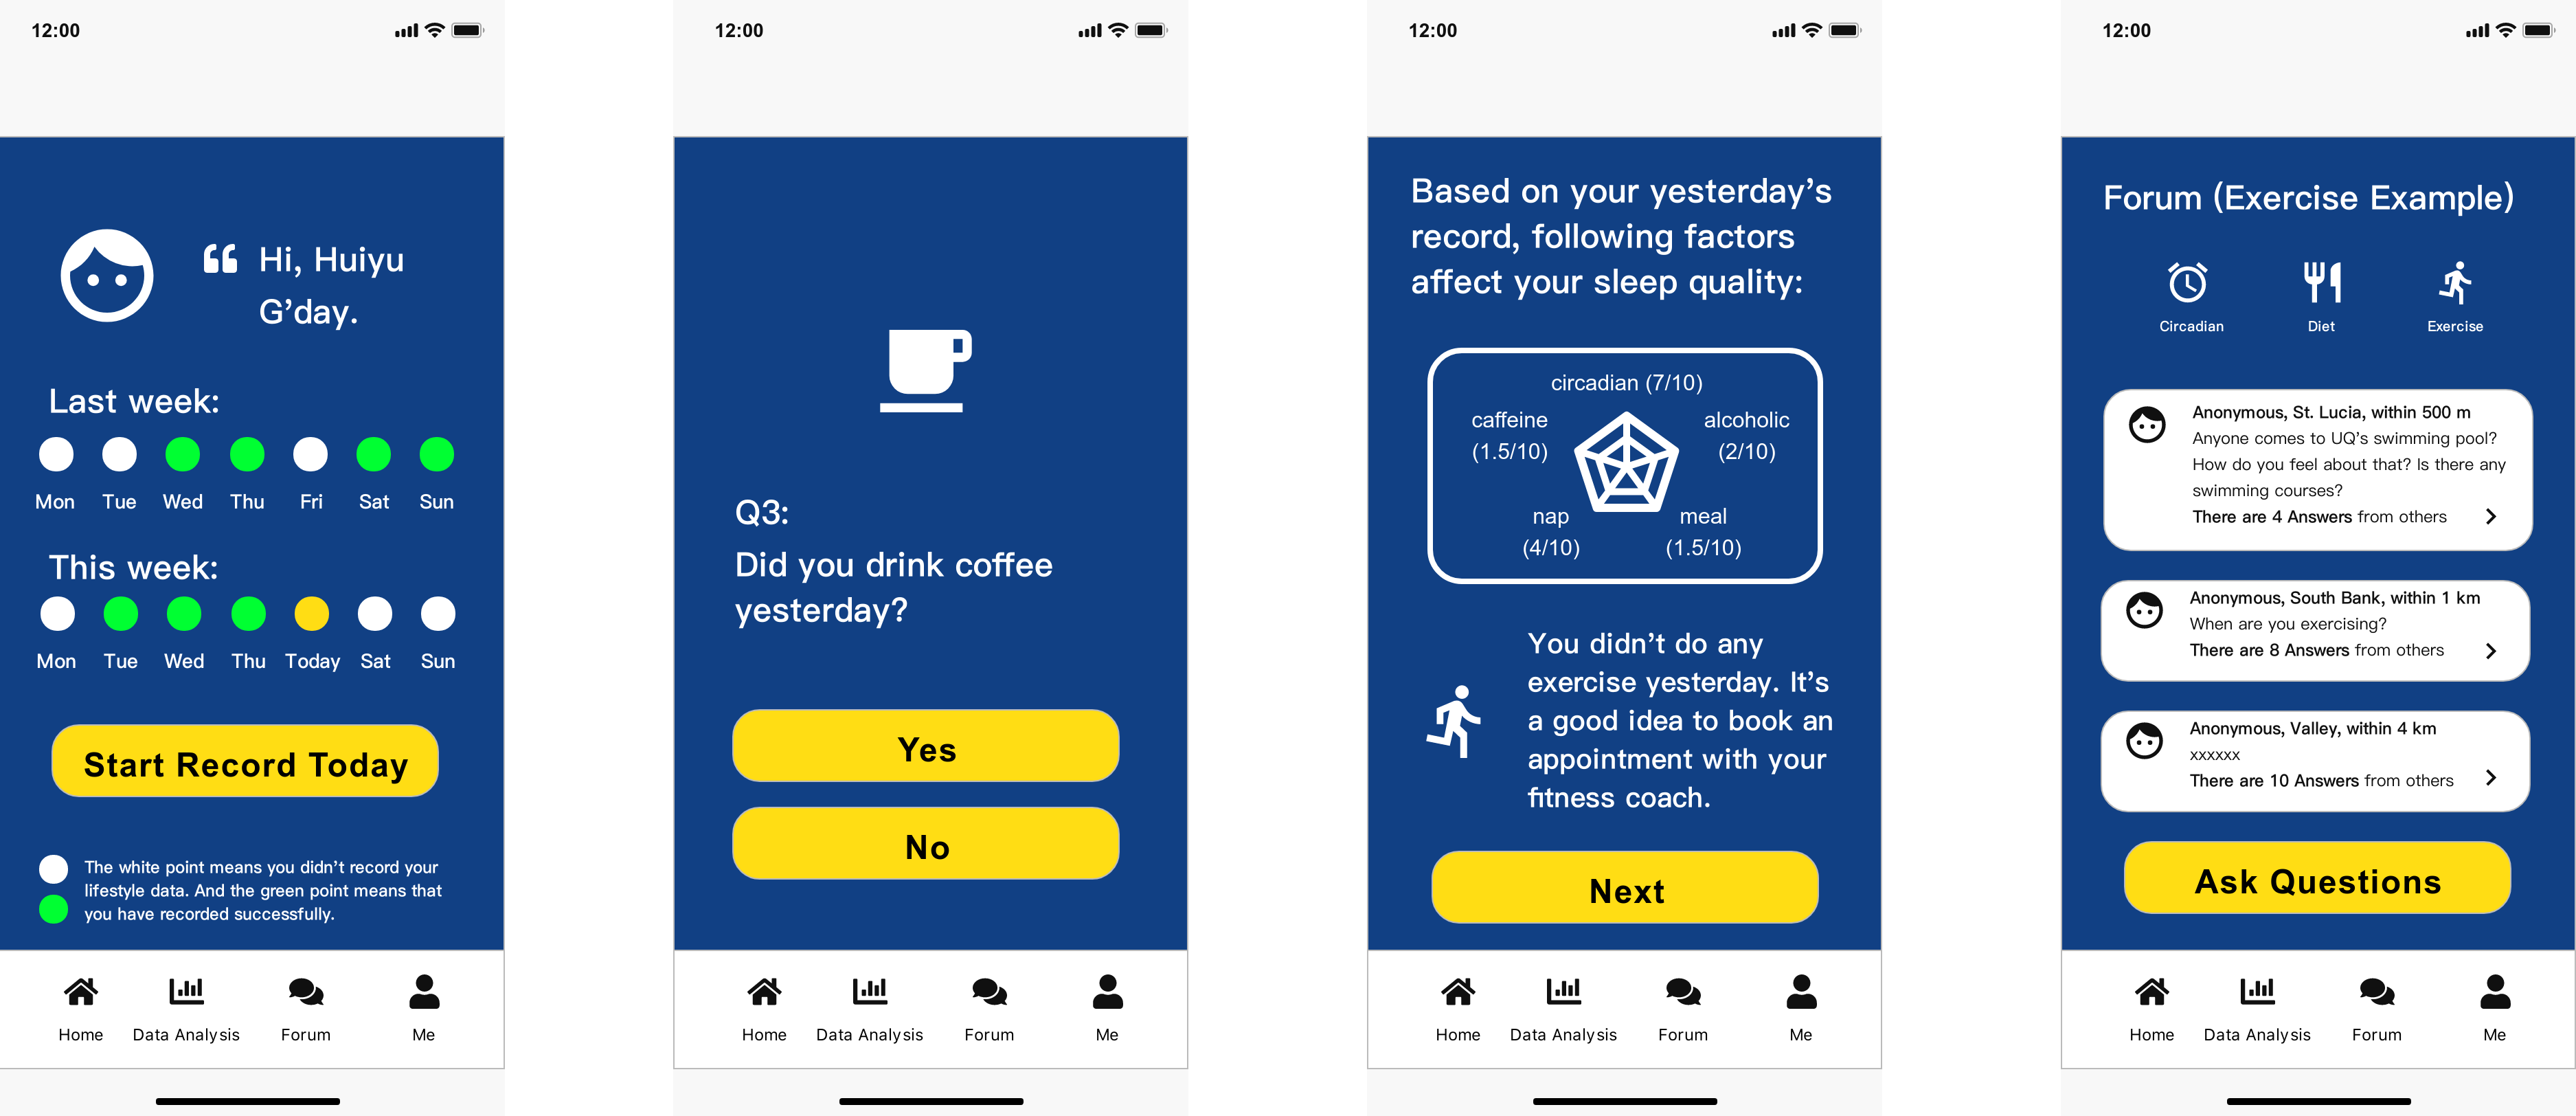 12:00
Hi, Huiyu
G’day.
Last week:
Mon Tue Wed Thu Fri Sat Sun
This week:
Mon Tue Wed Thu Today Sat Sun
Start Record Today
The white point means you didn’t record your
lifestyle data. And the green point means that
you have recorded successfully.
Home Data Analysis Forum Me
12:00
Q3:
Did you drink coffee
yesterday?
Yes
No
Home Data Analysis Forum Me
12:00
Based on your yesterday’s
record, following factors
affect your sleep quality:
circadian (7/10)
caffeine
(1.5/10)
alcoholic
(2/10)
nap
(4/10)
meal
(1.5/10)
You didn’t do any
exercise yesterday. It’s
a good idea to book an
appointment with your
fitness coach.
Next
Home Data Analysis Forum Me
12:00
Forum (Exercise Example)
Circadian Diet Exercise
Anonymous, St. Lucia, within 500 m
Anyone comes to UQ’s swimming pool?
How do you feel about that? Is there any
swimming courses?
There are 4 Answers from others
Anonymous, South Bank, within 1 km
When are you exercising?
There are 8 Answers from others
Anonymous, Valley, within 4 km
xxxxxx
There are 10 Answers from others
Ask Questions
Home Data Analysis Forum Me